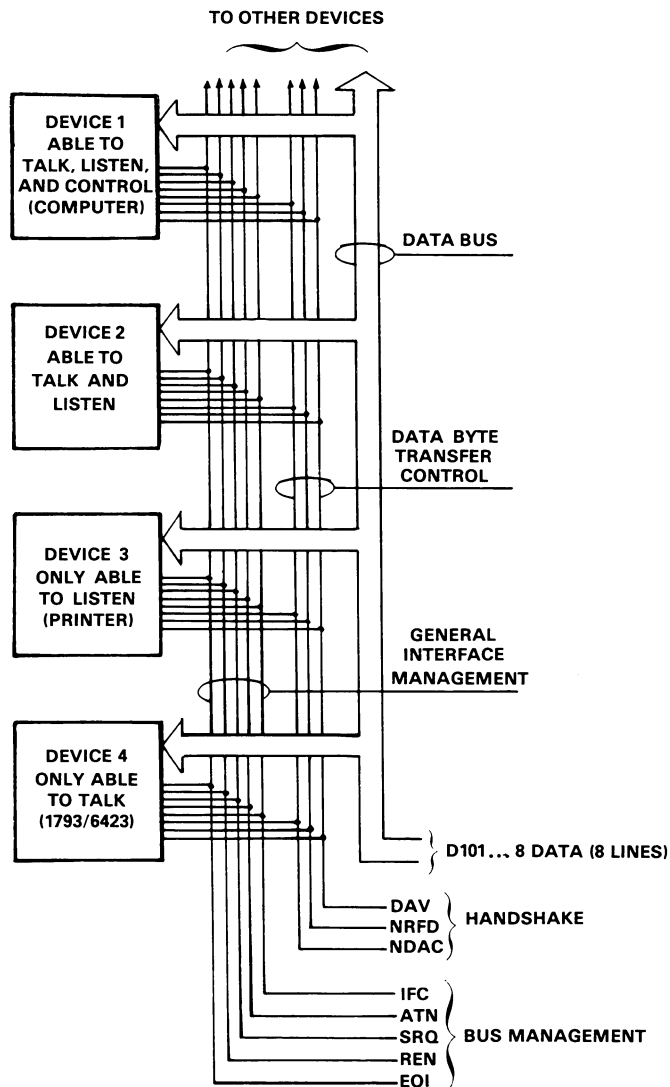 TO OTHER DEVICES
DEVICE 1
ABLE TO
TALK, LISTEN,
AND CONTROL
(COMPUTER)
DATA BUS
DEVICE 2
ABLE TO
TALK AND
LISTEN
DATA BYTE
TRANSFER
CONTROL
DEVICE 3
ONLY ABLE
TO LISTEN
(PRINTER)
GENERAL
INTERFACE
MANAGEMENT
DEVICE 4
ONLY ABLE
TO TALK
(1793/6423)
D101... 8 DATA (8 LINES)
DAV
NRFD
NDAC
HANDSHAKE
IFC
ATN
SRQ
REN
EOI
BUS MANAGEMENT